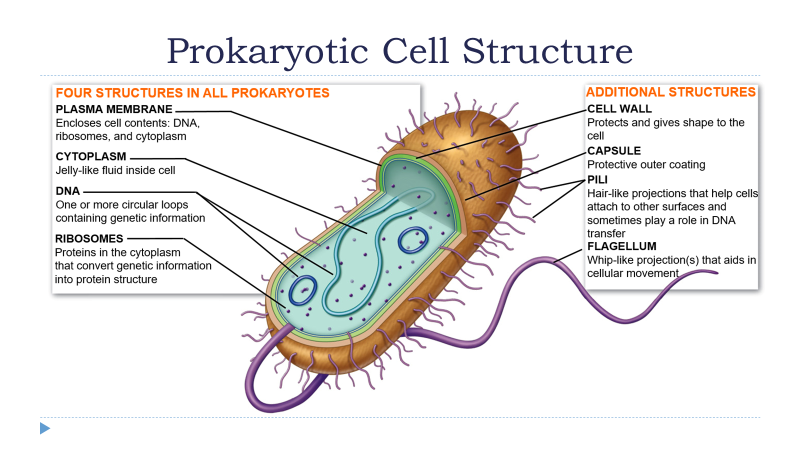 Prokaryotic Cell Structure
FOUR STRUCTURES IN ALL PROKARYOTES
PLASMA MEMBRANE
Encloses cell contents: DNA,
ribosomes, and cytoplasm
CYTOPLASM
Jelly-like fluid inside cell
DNA
One or more circular loops
containing genetic information
RIBOSOMES
Proteins in the cytoplasm
that convert genetic information
into protein structure
ADDITIONAL STRUCTURES
CELL WALL
Protects and gives shape to the
cell
CAPSULE
Protective outer coating
PILI
Hair-like projections that help cells
attach to other surfaces and
sometimes play a role in DNA
transfer
FLAGELLUM
Whip-like projection(s) that aids in
cellular movement